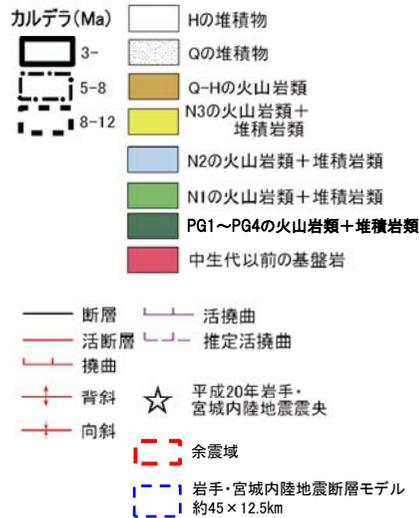 カルデラ(Ma)
3-
5-8
8-12
Hの堆積物
Qの堆積物
Q-Hの火山岩類
N3の火山岩類＋
堆積岩類
N2の火山岩類＋堆積岩類
N1の火山岩類＋堆積岩類
PG1～PG4の火山岩類＋堆積岩類
中生代以前の基盤岩
断層
活断層
撓曲
背斜
向斜
活撓曲
推定活撓曲
平成20年岩手・
宮城内陸地震震央
余震域
岩手・宮城内陸地震断層モデル
約45×12.5km